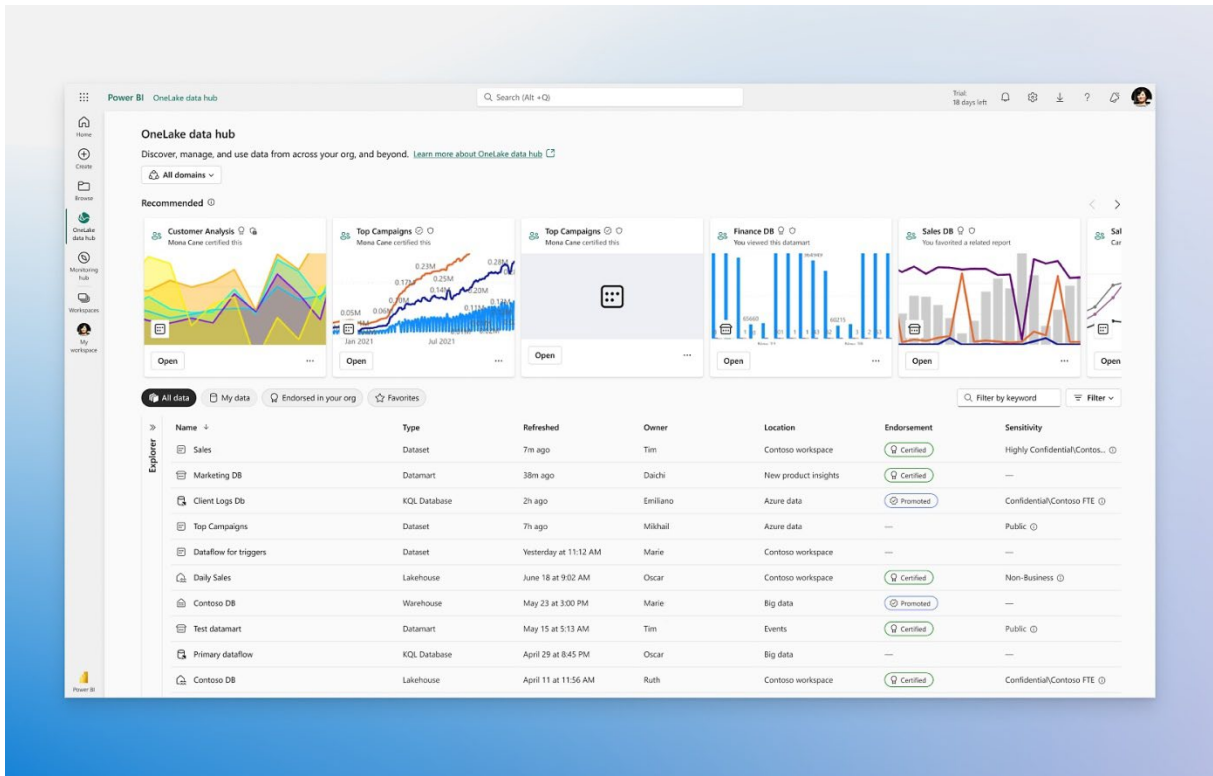 Power BI OneLake data hub
Search (Alt +Q)
Trial:
18 days left
Home
Create
Browse
OneLake
data hub
Monitoring
hub
Workspaces
My
workspace
Power BI
OneLake data hub
Discover, manage, and use data from across your org, and beyond. Learn more about OneLake data hub
All domains
Recommended
Customer Analysis
Mona Cane certified this
Open
Top Campaigns
Mona Cane certified this
0.23M
0.28M
0.17M
0.25M
0.14M
0.20M
0.05M
0.06M
Jan 2021
Jul 2021
Open
Top Campaigns
Mona Cane certified this
Open
Finance DB
You viewed this datamart
65660
60215
Open
Sales DB
You favorited a related report
Open
Sal
Car
Open
All data
My data
Endorsed in your org
Favorites
Filter by keyword
Filter
Explorer
Name Type Refreshed Owner Location Endorsement Sensitivity
Sales Dataset 7m ago Tim Contoso workspace Certified Highly Confidential\Contos...
Marketing DB Datamart 38m ago Daichi New product insights Certified —
Client Logs Db KQL Database 2h ago Emiliano Azure data Promoted Confidential\Contoso FTE
Top Campaigns Dataset 7h ago Mikhail Azure data — Public
Dataflow for triggers Dataset Yesterday at 11:12 AM Marie Contoso workspace — —
Daily Sales Lakehouse June 18 at 9:02 AM Oscar Contoso workspace Certified Non-Business
Contoso DB Warehouse May 23 at 3:00 PM Marie Big data Promoted —
Test datamart Datamart May 15 at 5:13 AM Tim Events Certified Public
Primary dataflow KQL Database April 29 at 8:45 PM Oscar Big data — —
Contoso DB Lakehouse April 11 at 11:56 AM Ruth Contoso workspace Certified Confidential\Contoso FTE